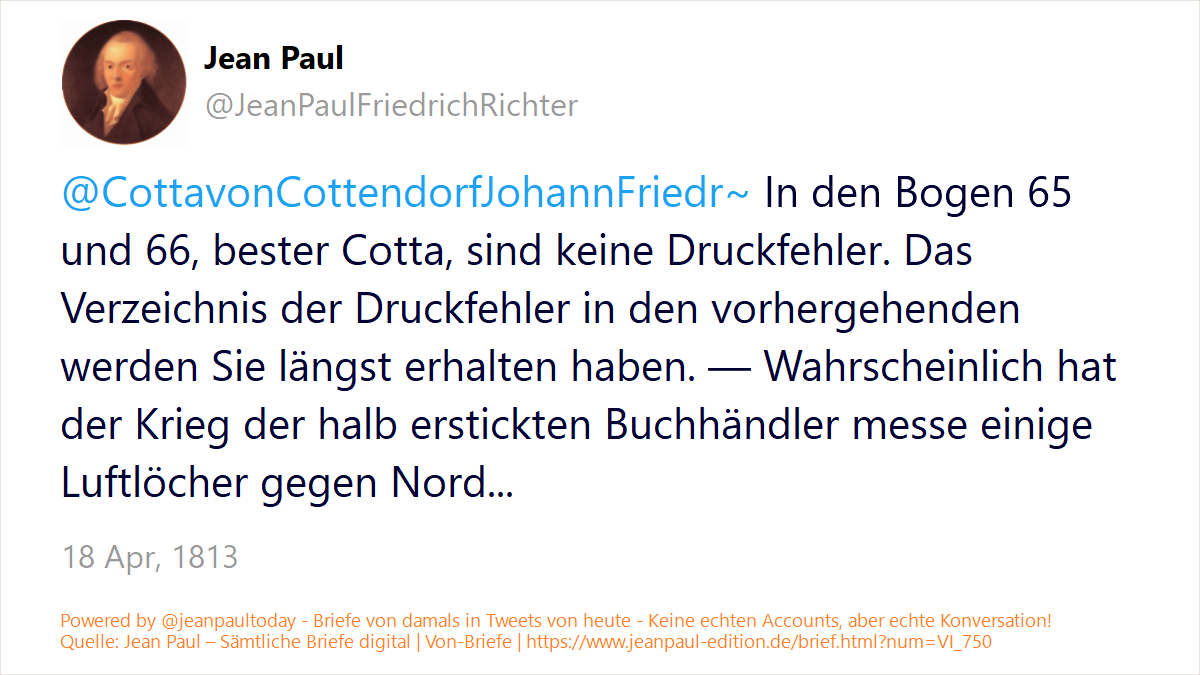 Jean Paul
@JeanPaulFriedrichRichter
@CottavonCottendorfJohannFriedr~ In den Bogen 65
und 66, bester Cotta, sind keine Druckfehler. Das
Verzeichnis der Druckfehler in den vorhergehenden
werden Sie längst erhalten haben. — Wahrscheinlich hat
der Krieg der halb erstickten Buchhändler messe einige
Luftlöcher gegen Nord...
18 Apr, 1813
Powered by @jeanpaultoday - Briefe von damals in Tweets von heute - Keine echten Accounts, aber echte Konversation!
Quelle: Jean Paul – Sämtliche Briefe digital | Von-Briefe | https://www.jeanpaul-edition.de/brief.html?num=VI_750